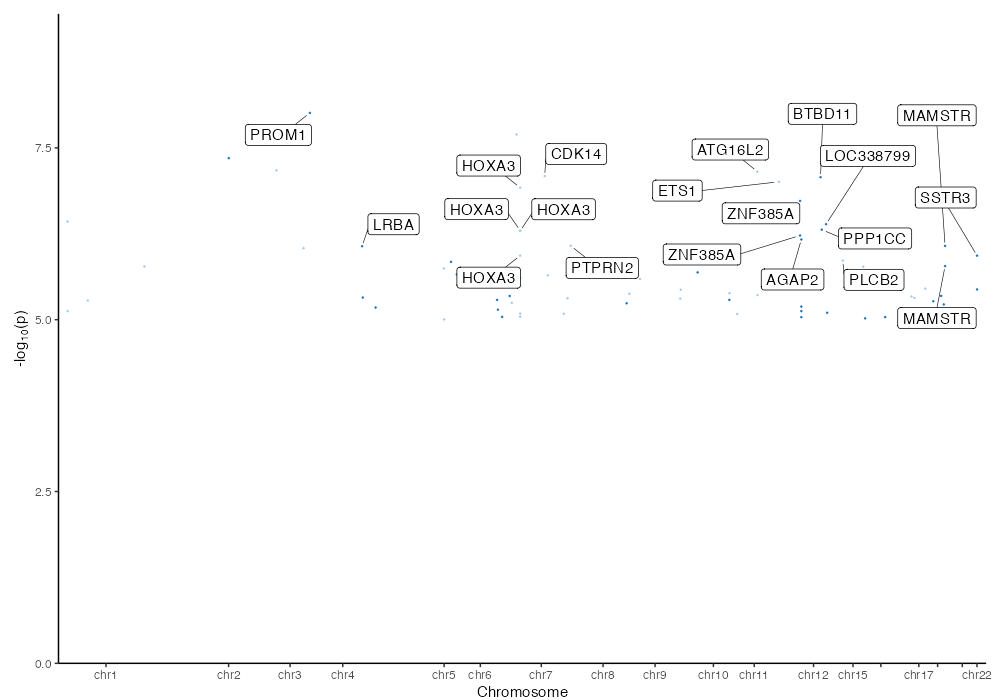 BTBD11
MAMSTR
PROM1
7.5
ATG16L2
CDK14
LOC338799
HOXA3
ETS1
SSTR3
HOXA3
HOXA3
ZNF385A
LRBA
PPP1CC
ZNF385A
PTPRN2
HOXA3
AGAP2
PLCB2
MAMSTR
5.0
-log10(p)
2.5
0.0
chr1 chr2 chr3 chr4 chr5 chr6 chr7 chr8 chr9 chr10 chr11 chr12 chr15 chr17 chr22
Chromosome